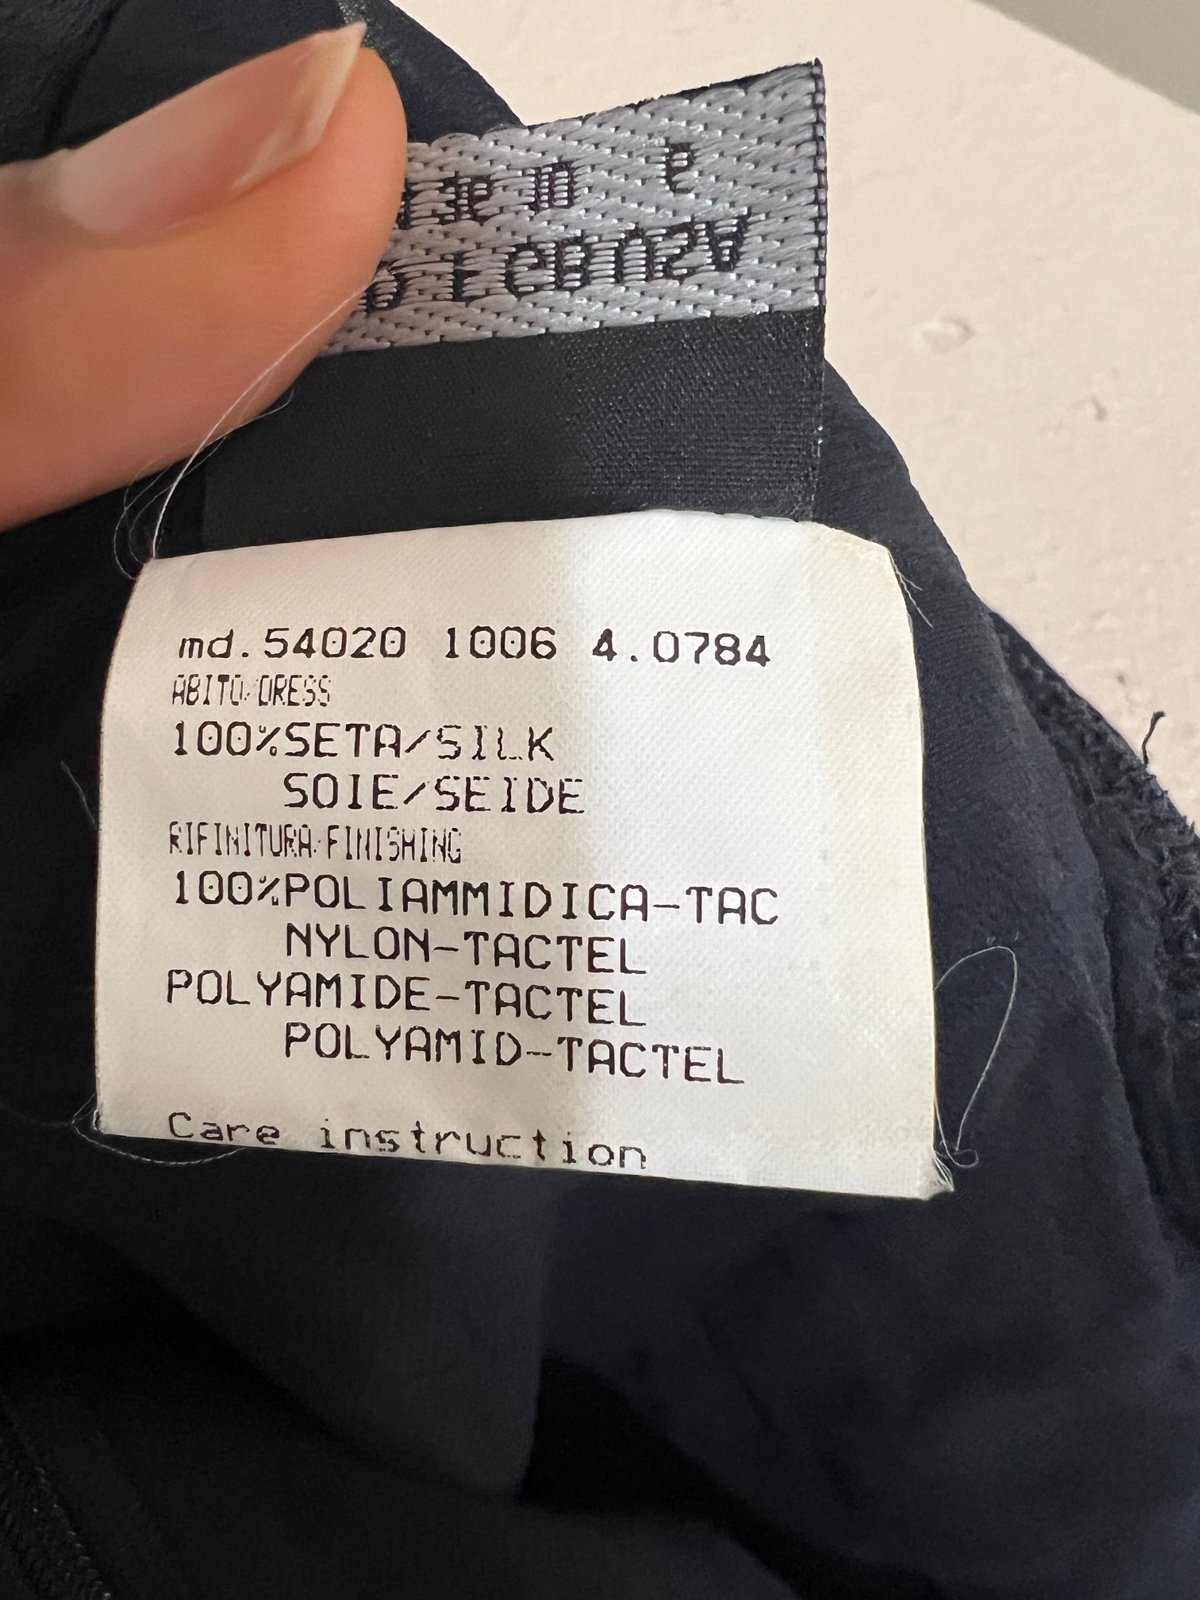 md.54020 1006 4.0784
ABITO/DRESS
100%SETA/SILK
SOIE/SEIDE
RIFINITURA/FINISHING
100%POLIAMMIDICA-TAC
NYLON-TACTEL
POLYAMIDE-TACTEL
POLYAMID-TACTEL
Care instruction